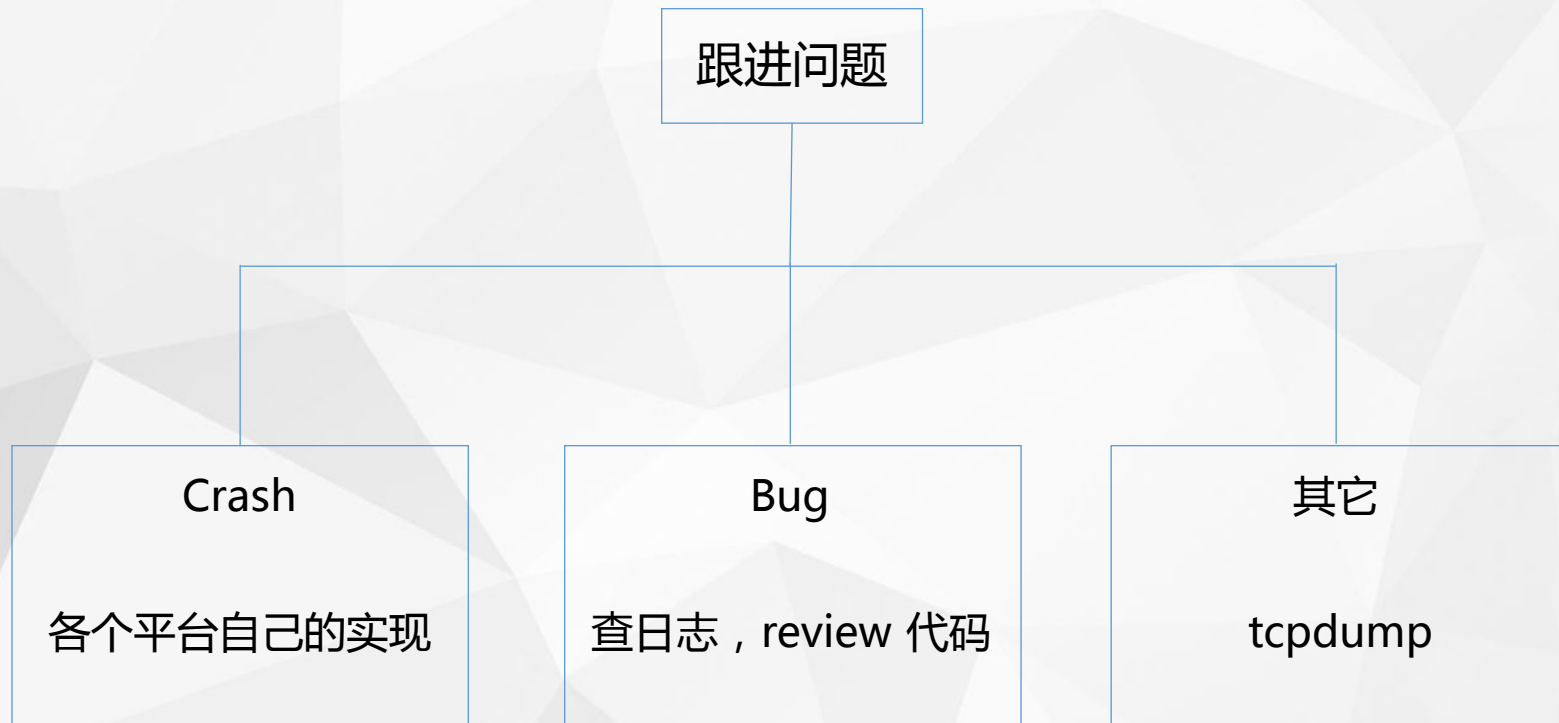 跟进问题
Crash
各个平台自己的实现
Bug
查日志，review 代码
其它
tcpdump